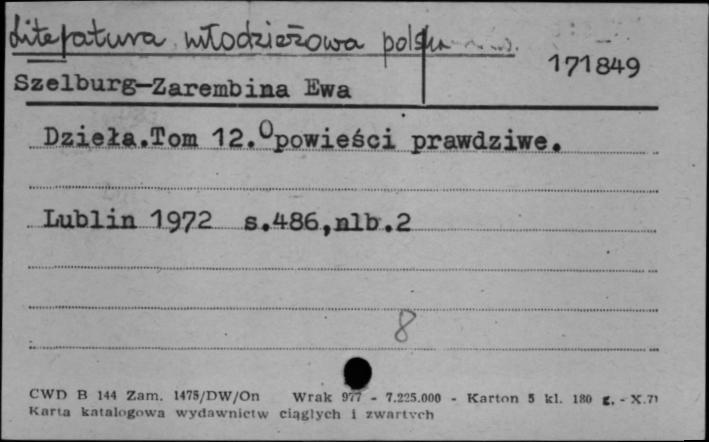 Literatura młodzieżowa polska
171849
Szelburg-Zarembina Ewa
Dzieła.Tom 12.Opowieści prawdziwe.
Lublin 1972 s.486,nlb.2
8
CWD B 144 Zam. 1475/DW/On Wrak 977 - 7.225.000 - Karton 5 kl. 180 g. - X.71
Karta katalogowa wydawnictw ciągłych i zwartych